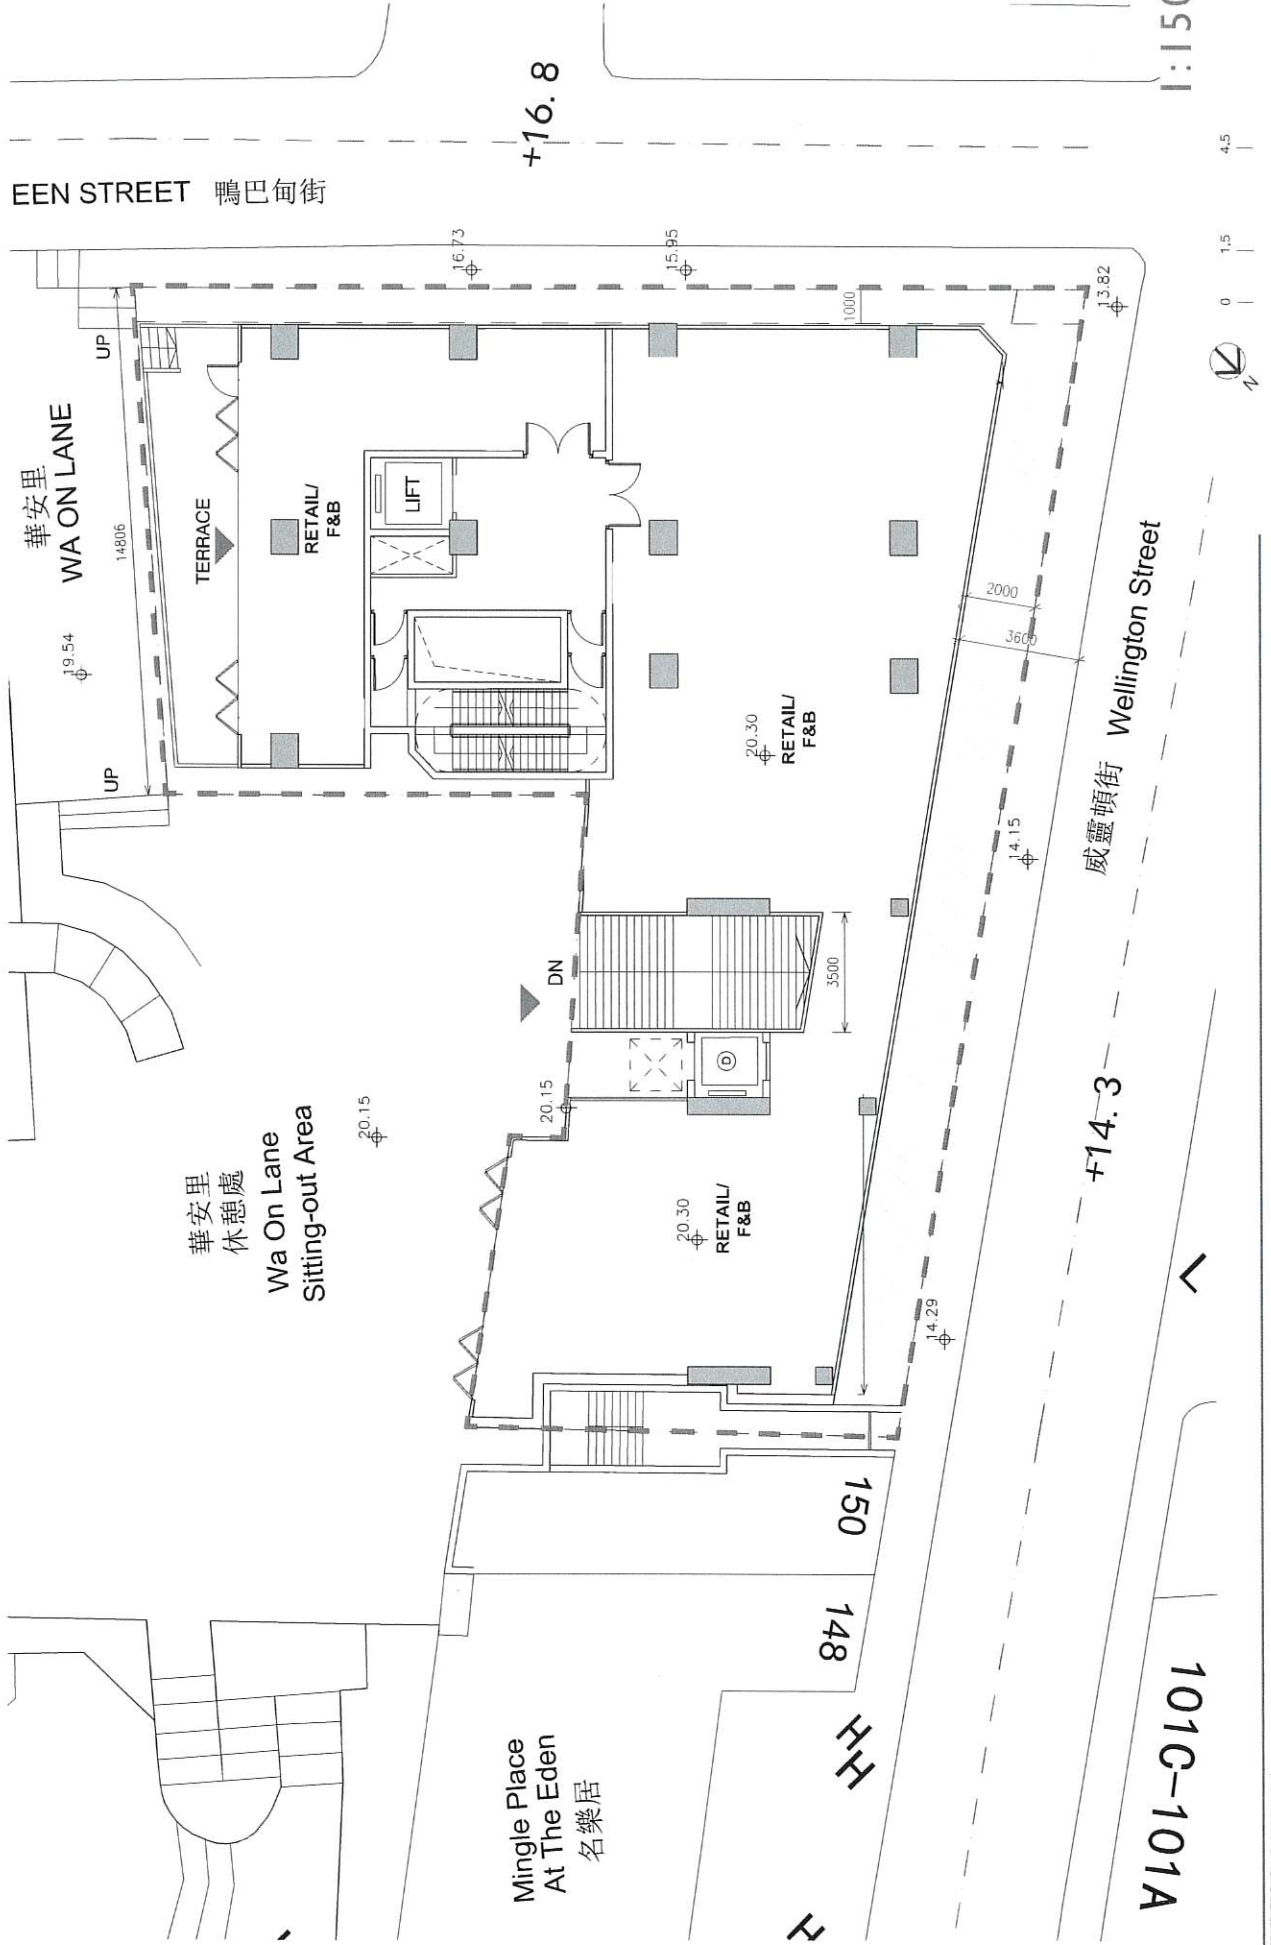 1:150
+16.8
4.5
EEN STREET 鴨巴甸街
1.5
16.73
15.95
0
13.82
1000
UP
N
華安里
WA ON LANE
14806
TERRACE
RETAIL/
F&B
LIFT
19.54
2000
3600
威靈頓街 Wellington Street
20.30
RETAIL/
F&B
UP
14.15
DN
3500
D
20.15
20.15
+14.3
華安里
休憩處
Wa On Lane
Sitting-out Area
20.30
RETAIL/
F&B
14.29
L
150
148
H
H
101C-101A
Mingle Place
At The Eden
名樂居
H